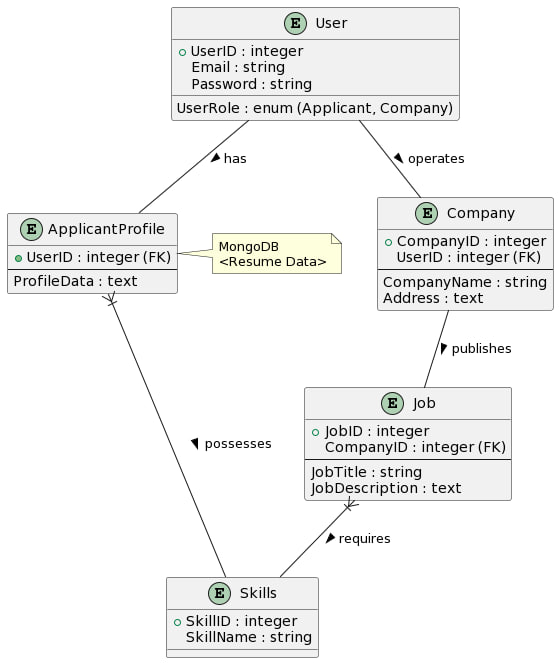 E User
UserID : integer
Email : string
Password : string
UserRole : enum (Applicant, Company)
has
operates
E ApplicantProfile
UserID : integer (FK)
ProfileData : text
MongoDB
<Resume Data>
E Company
CompanyID : integer
UserID : integer (FK)
CompanyName : string
Address : text
publishes
E Job
JobID : integer
CompanyID : integer (FK)
JobTitle : string
JobDescription : text
possesses
requires
E Skills
SkillID : integer
SkillName : string